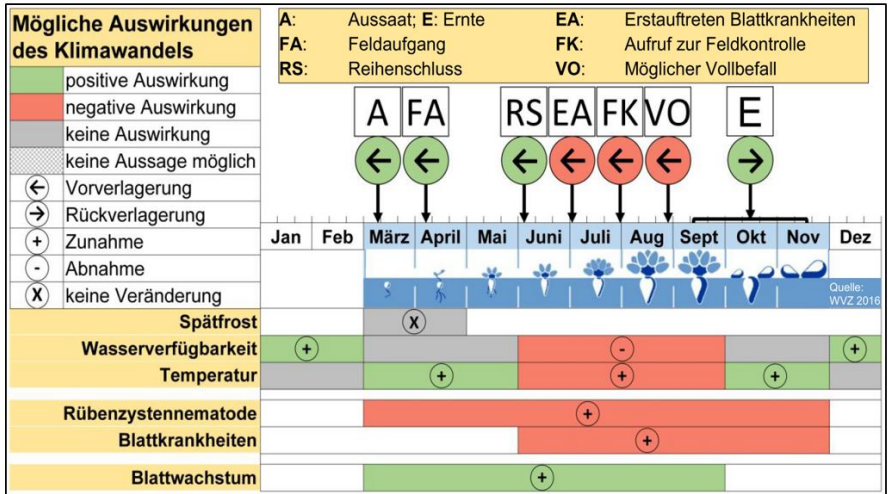 Mögliche Auswirkungen
des Klimawandels
positive Auswirkung
negative Auswirkung
keine Auswirkung
keine Aussage möglich
← Vorverlagerung
→ Rückverlagerung
+ Zunahme
- Abnahme
X keine Veränderung
A: Aussaat; E: Ernte EA: Erstauftreten Blattkrankheiten
FA: Feldaufgang FK: Aufruf zur Feldkontrolle
RS: Reihenschluss VO: Möglicher Vollbefall
A FA RS EA FK VO E
← ← ← ← ← ← →
Jan Feb März April Mai Juni Juli Aug Sept Okt Nov Dez
Quelle:
WVZ 2016
Spätfrost X
Wasserverfügbarkeit + - +
Temperatur + + +
Rübenzystennematode +
Blattkrankheiten +
Blattwachstum +